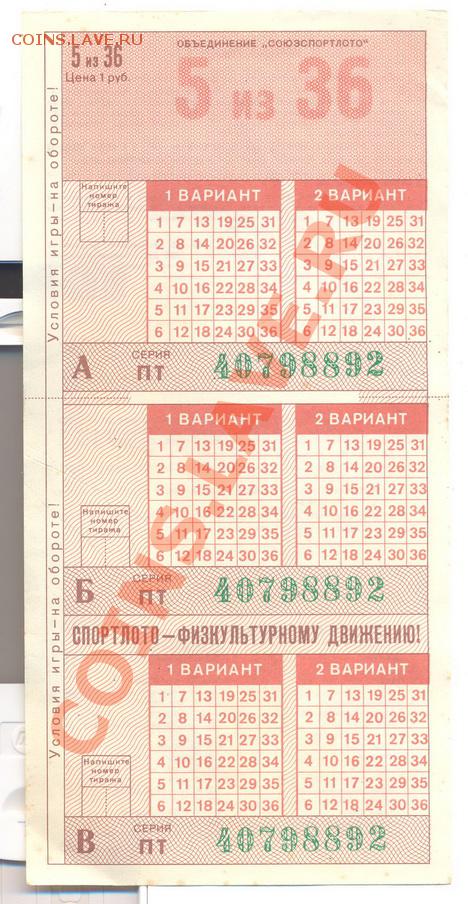 COINS.LAVE.RU
COINS.LAVE.RU
Условия игры-на обороте!
5 из 36
Цена 1 руб.
ОБЪЕДИНЕНИЕ „СОЮЗСПОРТЛОТО"
5 из 36
Напишите
номер
тиража
1 ВАРИАНТ 2 ВАРИАНТ
1 7 13 19 25 31 1 7 13 19 25 31
2 8 14 20 26 32 2 8 14 20 26 32
3 9 15 21 27 33 3 9 15 21 27 33
4 10 16 22 28 34 4 10 16 22 28 34
5 11 17 23 29 35 5 11 17 23 29 35
6 12 18 24 30 36 6 12 18 24 30 36
А СЕРИЯ ПТ 40798892
Условия игры-на обороте!
1 ВАРИАНТ 2 ВАРИАНТ
1 7 13 19 25 31 1 7 13 19 25 31
2 8 14 20 26 32 2 8 14 20 26 32
3 9 15 21 27 33 3 9 15 21 27 33
4 10 16 22 28 34 4 10 16 22 28 34
5 11 17 23 29 35 5 11 17 23 29 35
6 12 18 24 30 36 6 12 18 24 30 36
Напишите
номер
тиража
Б СЕРИЯ ПТ 40798892
СПОРТЛОТО—ФИЗКУЛЬТУРНОМУ ДВИЖЕНИЮ!
1 ВАРИАНТ 2 ВАРИАНТ
1 7 13 19 25 31 1 7 13 19 25 31
2 8 14 20 26 32 2 8 14 20 26 32
3 9 15 21 27 33 3 9 15 21 27 33
4 10 16 22 28 34 4 10 16 22 28 34
5 11 17 23 29 35 5 11 17 23 29 35
6 12 18 24 30 36 6 12 18 24 30 36
Напишите
номер
тиража
В СЕРИЯ ПТ 40798892